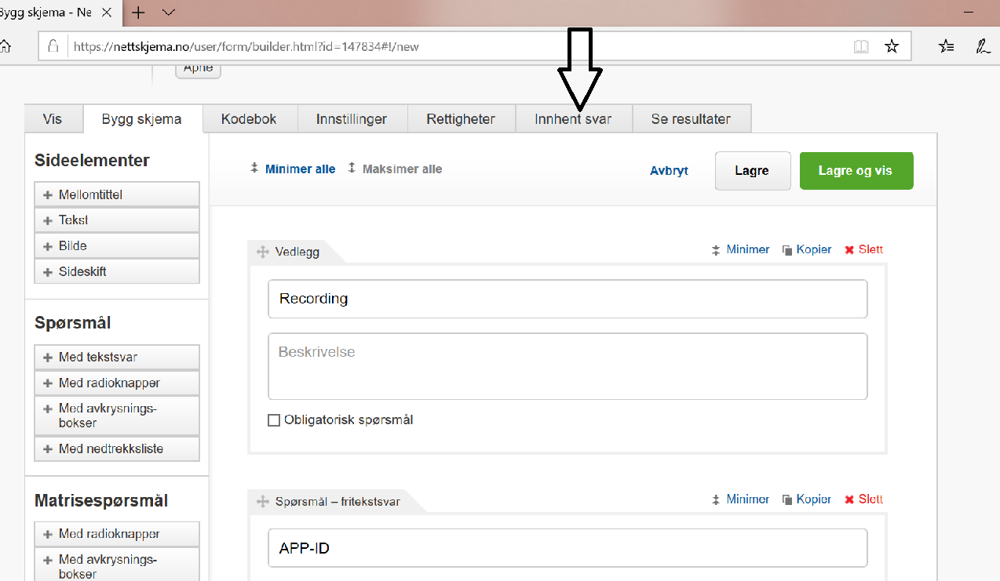 Bygg skjema - Ne
https://nettskjema.no/user/form/builder.html?id=147834#!/new
Åpne
Vis
Bygg skjema
Kodebok
Innstillinger
Rettigheter
Innhent svar
Se resultater
Sideelementer
Mellomtittel
Tekst
Bilde
Sideskift
Spørsmål
Med tekstsvar
Med radioknapper
Med avkrysnings-
bokser
Med nedtrekksliste
Matrisespørsmål
Med radioknapper
Med avkrysnings-
bokser
Minimer alle
Maksimer alle
Avbryt
Lagre
Lagre og vis
Vedlegg
Minimer
Kopier
Slett
Recording
Beskrivelse
Obligatorisk spørsmål
Spørsmål – fritekstsvar
Minimer
Kopier
Slett
APP-ID